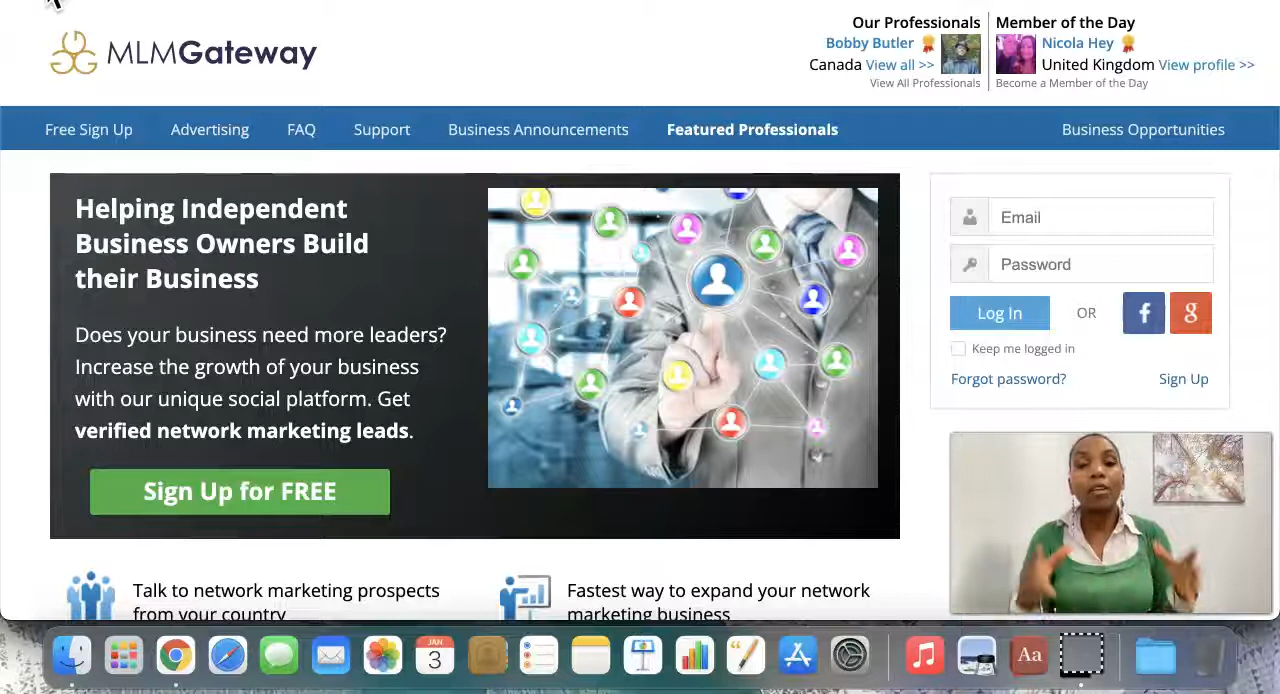 MLMGateway
Our Professionals
Bobby Butler
Canada View all >>
View All Professionals
Member of the Day
Nicola Hey
United Kingdom View profile >>
Become a Member of the Day
Free Sign Up
Advertising
FAQ
Support
Business Announcements
Featured Professionals
Business Opportunities
Helping Independent
Business Owners Build
their Business
Does your business need more leaders?
Increase the growth of your business
with our unique social platform. Get
verified network marketing leads.
Sign Up for FREE
Email
Password
Log In
OR
f
g
Keep me logged in
Forgot password?
Sign Up
Talk to network marketing prospects
from your country
Fastest way to expand your network
marketing business
JAN
3
Aa